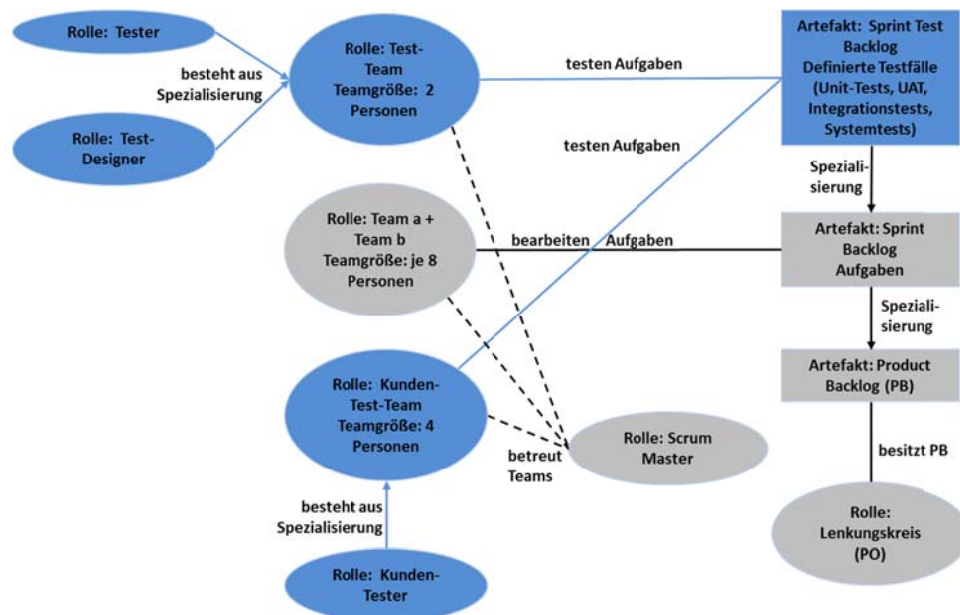 Rolle: Tester
besteht aus
Spezialisierung
Rolle: Test-
Designer
Rolle: Test-
Team
Teamgröße: 2
Personen
testen Aufgaben
Artefakt: Sprint Test
Backlog
Definierte Testfälle
(Unit-Tests, UAT,
Integrationstests,
Systemtests)
testen Aufgaben
Speziali-
sierung
Rolle: Team a +
Team b
Teamgröße: je 8
Personen
bearbeiten Aufgaben
Artefakt: Sprint
Backlog
Aufgaben
Speziali-
sierung
Rolle: Kunden-
Test-Team
Teamgröße: 4
Personen
Artefakt: Product
Backlog (PB)
betreut
Teams
Rolle: Scrum
Master
besitzt PB
besteht aus
Spezialisierung
Rolle:
Lenkungskreis
(PO)
Rolle: Kunden-
Tester